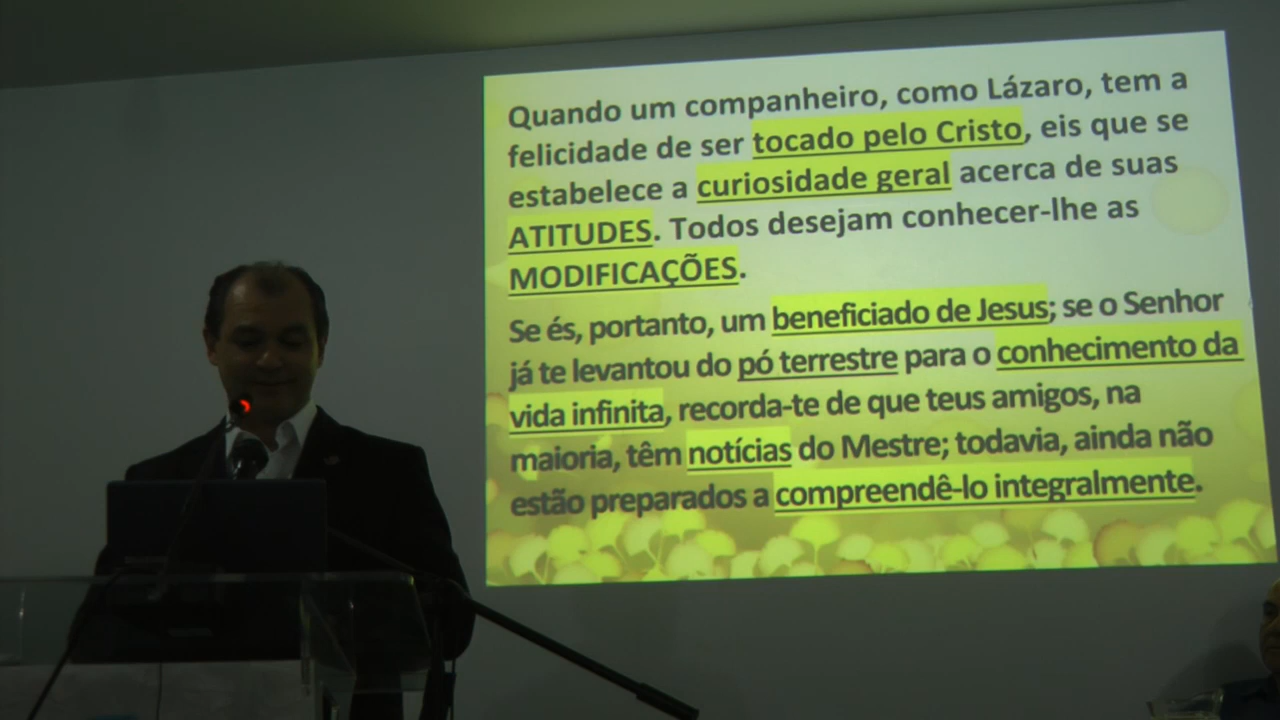 Quando um companheiro, como Lázaro, tem a
felicidade de ser tocado pelo Cristo, eis que se
estabelece a curiosidade geral acerca de suas
ATITUDES. Todos desejam conhecer-lhe as
MODIFICAÇÕES.
Se és, portanto, um beneficiado de Jesus; se o Senhor
já te levantou do pó terrestre para o conhecimento da
vida infinita, recorda-te de que teus amigos, na
maioria, têm notícias do Mestre; todavia, ainda não
estão preparados a compreendê-lo integralmente.